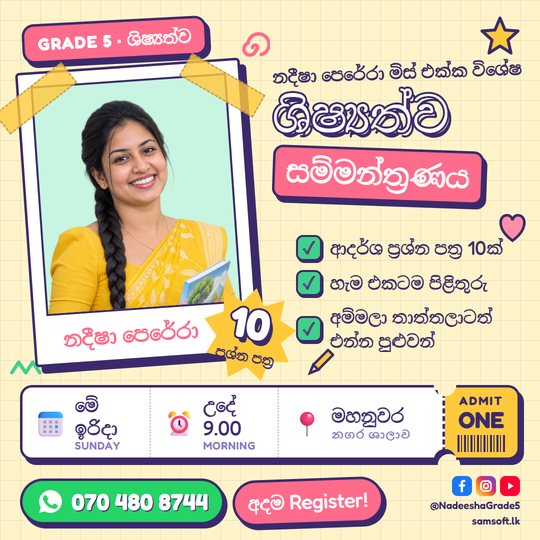 GRADE 5 • ශිෂ්‍යත්ව
නදීෂා පෙරේරා මිස් එක්ක විශේෂ
ශිෂ්‍යත්ව
සම්මන්ත්‍රණය
ආදර්ශ ප්‍රශ්න පත්‍ර 10ක්
හැම එකටම පිළිතුරු
අම්මලා තාත්තලාටත්
එන්න පුළුවන්
නදීෂා පෙරේරා
10
ප්‍රශ්න පත්‍ර
මේ
ඉරිදා
SUNDAY
උදේ
9.00
MORNING
මහනුවර
නගර ශාලාව
ADMIT
ONE
070 480 8744
අදම Register!
@NadeeshaGrade5
samsoft.lk